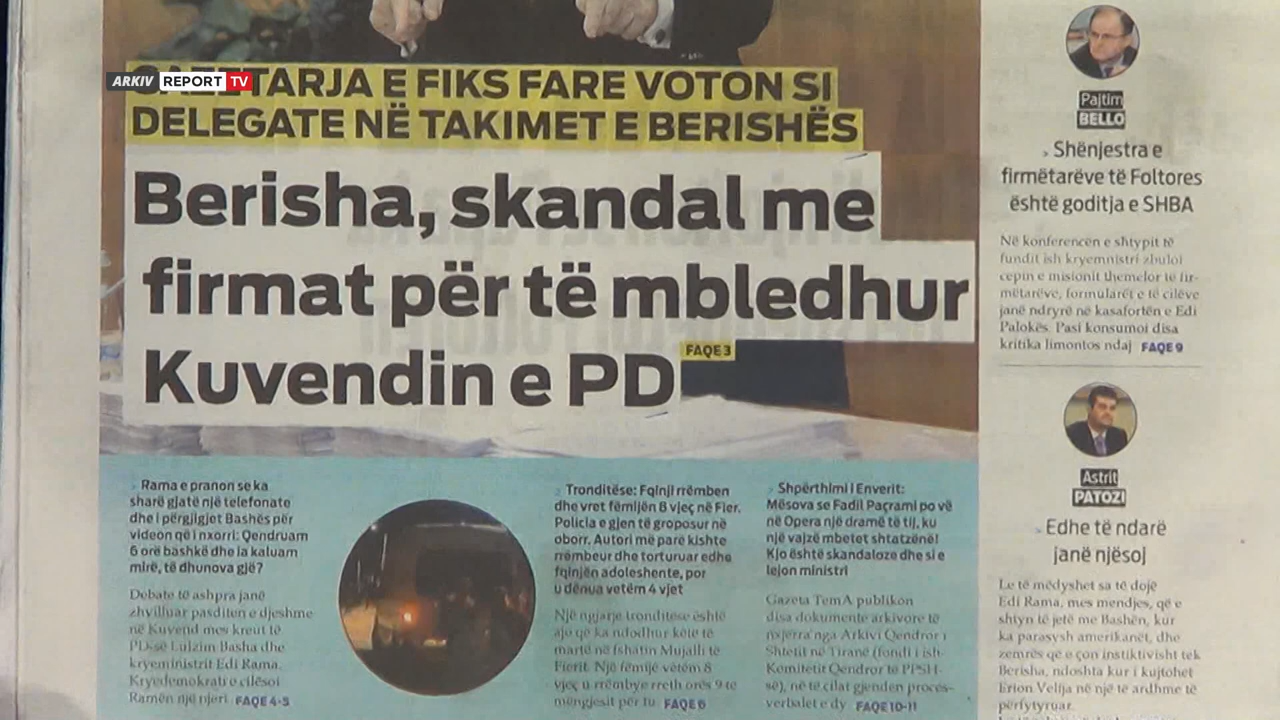 ARKIV REPORT TV
GAZETARJA E FIKS FARE VOTON SI
DELEGATE NË TAKIMET E BERISHËS
Berisha, skandal me
firmat për të mbledhur
Kuvendin e PD
FAQE 3
Rama e pranon se ka
sharë gjatë një telefonate
dhe i përgjigjet Bashës për
videon që i nxorri: Qendruam
6 orë bashkë dhe ia kaluam
mirë, të dhunova gjë?
Debate të ashpra janë
zhvilluar pasditen e djeshme
në Kuvend mes kreut të
PD-së Lulzim Basha dhe
kryeministrit Edi Rama.
Kryedemokrati e cilësoi
Ramën një njeri FAQE 4-5
Tronditëse: Fqinji rrëmben
dhe vret fëmijën 8 vjeç në Fier.
Policia e gjen të groposur në
oborr. Autori më parë kishte
rrëmbeur dhe torturuar edhe
fqinjën adoleshente, por
u dënua vetëm 4 vjet
Një ngjarje tronditëse është
ajo që ka ndodhur këtë të
martë në fshatin Mujalli të
Fierit. Një fëmijë vetëm 8
vjeç u rrëmbye rreth orës 9 të
mëngjesit për t'u FAQE 6
Shpërthimi i Enverit:
Mësova se Fadil Paçrami po vë
në Opera një dramë të tij, ku
një vajzë mbetet shtatzënë!
Kjo është skandaloze dhe si e
lejon ministri
Gazeta TemA publikon
disa dokumente arkivore të
nxjerra nga Arkivi Qendror i
Shtetit në Tiranë (fondi i ish-
Komitetit Qendror të PPSH-
së), në të cilat gjenden procës-
verbalet e dy FAQE 10-11
Pajtim
BELLO
Shënjestra e
firmëtarëve të Foltores
është goditja e SHBA
Në konferencën e shtypit të
fundit ish kryeministri zbuloi
cepin e misionit themelor të fir-
mëtarëve, formularët e të cilëve
janë ndryrë në kasafortën e Edi
Palokës. Pasi konsumoi disa
kritika limontos ndaj FAQE 9
Astrit
PATOZI
Edhe të ndarë
janë njësoj
Le të mëdyshet sa të dojë
Edi Rama, mes mendjes, që e
shtyn të jetë me Bashën, kur
ka parasysh amerikanët, dhe
zemrës që e çon instiktivisht tek
Berisha, ndoshta kur i kujtohet
Erion Velija në një të ardhme të
përfytyruar.